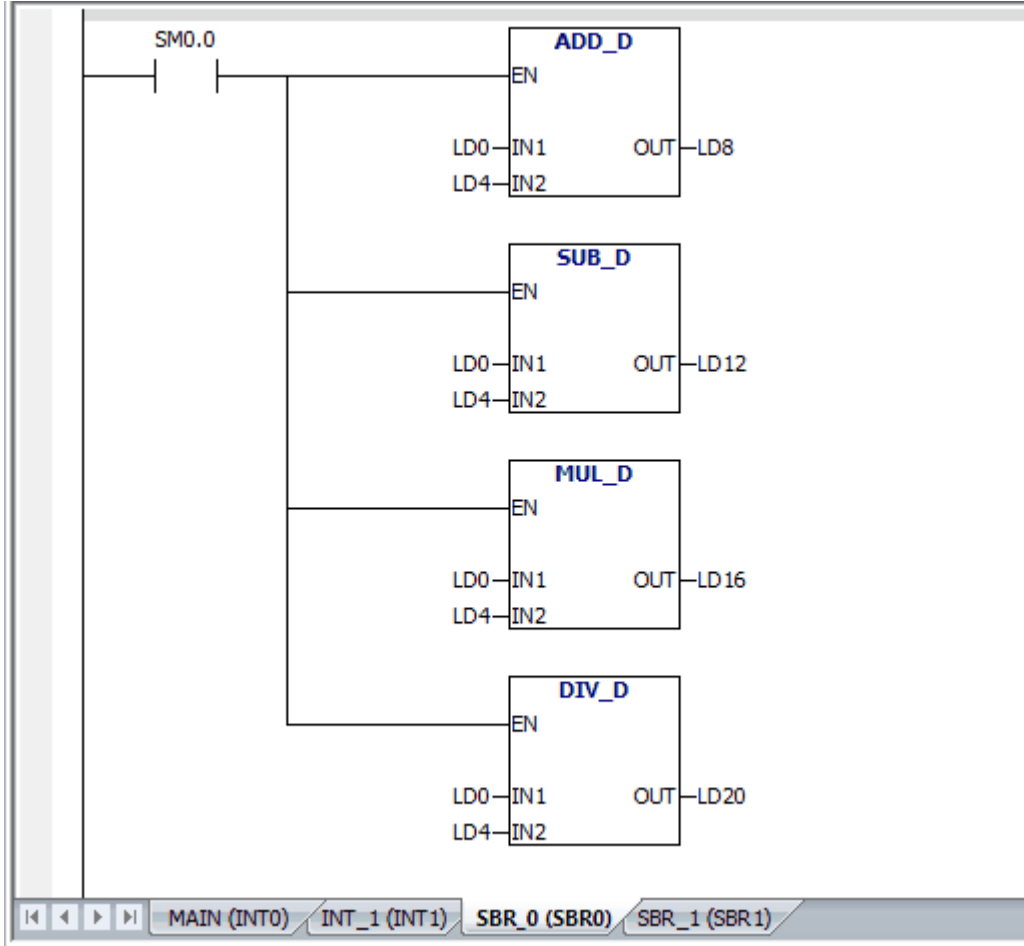 SM0.0
ADD_D
EN
LD0 IN1 OUT LD8
LD4 IN2
SUB_D
EN
LD0 IN1 OUT LD12
LD4 IN2
MUL_D
EN
LD0 IN1 OUT LD16
LD4 IN2
DIV_D
EN
LD0 IN1 OUT LD20
LD4 IN2
MAIN (INT0) INT_1 (INT1) SBR_0 (SBR0) SBR_1 (SBR1)